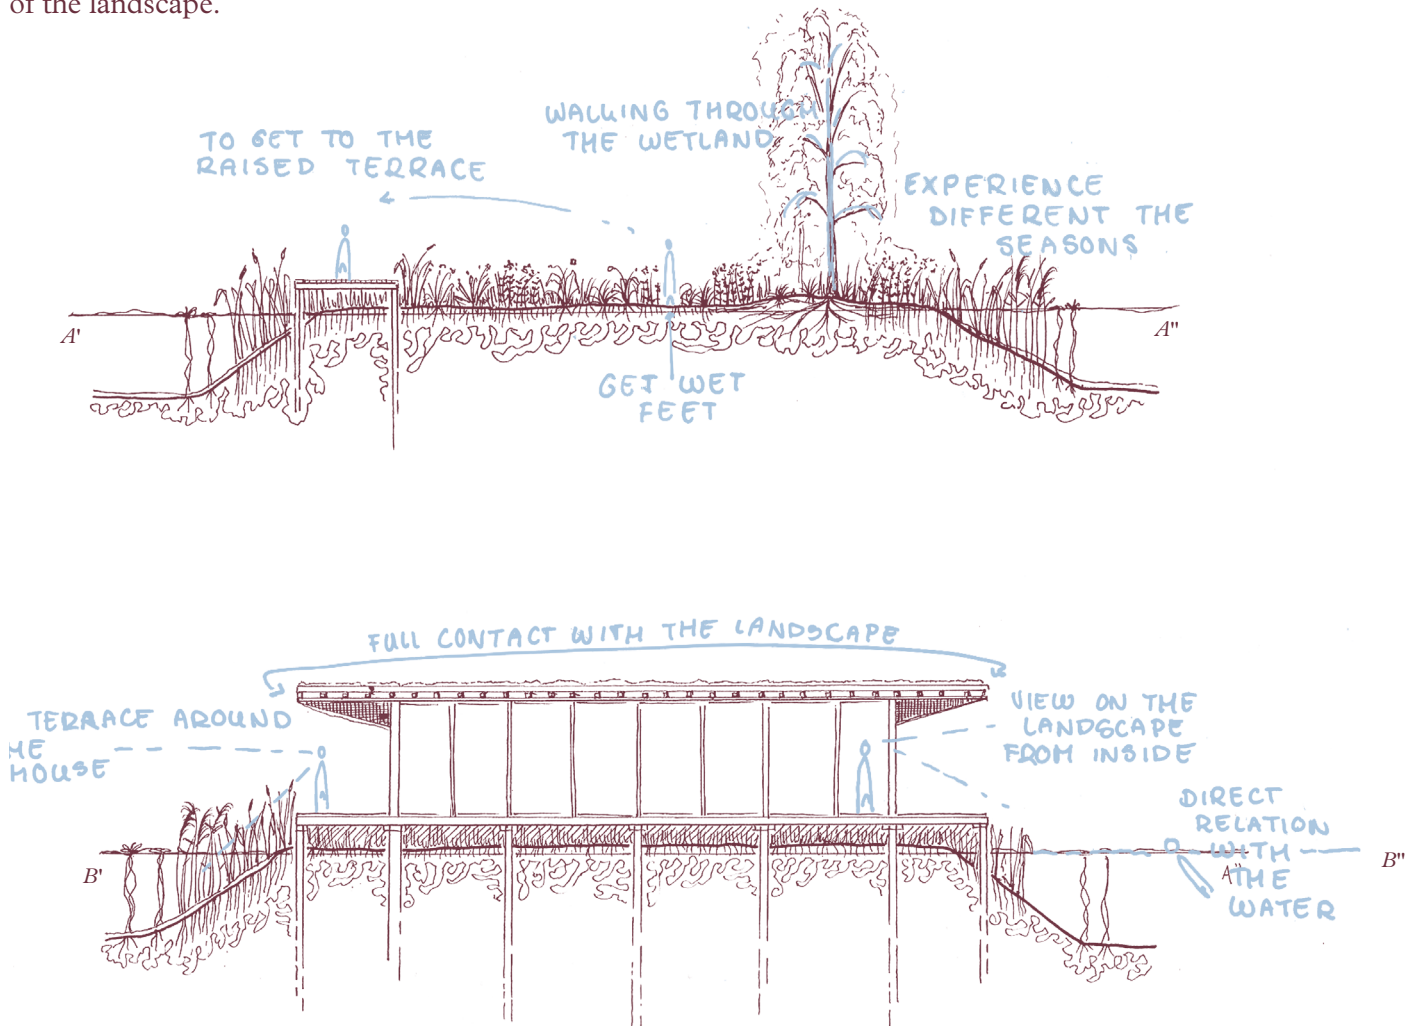 of the landscape.
WALKING THROUGH
THE WETLAND
TO GET TO THE
RAISED TERRACE
EXPERIENCE
DIFFERENT THE
SEASONS
A'
A"
GET WET
FEET
FULL CONTACT WITH THE LANDSCAPE
TERRACE AROUND
HE
HOUSE
VIEW ON THE
LANDSCAPE
FROM INSIDE
DIRECT
RELATION
WITH
THE
WATER
B'
A"
B"